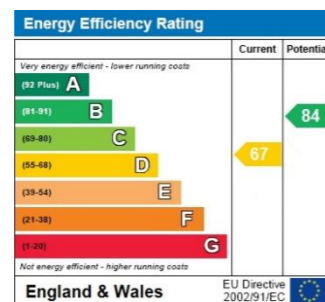 Energy Efficiency Rating
Current Potentia
Very energy efficient - lower running costs
(92 Plus) A
(81-91) B
84
(69-80) C
(55-68) D
67
(39-54) E
(21-38) F
(1-20) G
Not energy efficient - higher running costs
England & Wales
EU Directive
2002/91/EC